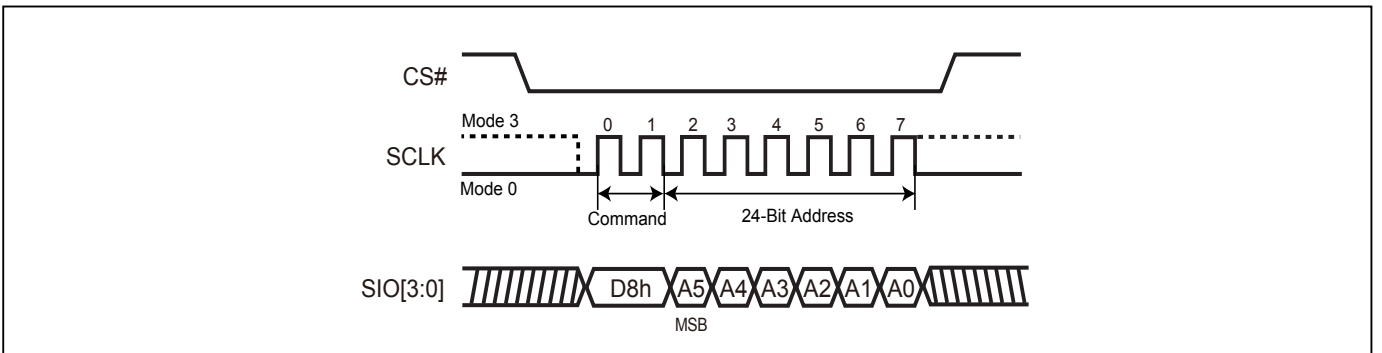 CS#
Mode 3
0 1 2 3 4 5 6 7
SCLK
Mode 0
Command
24-Bit Address
SIO[3:0]
D8h A5 A4 A3 A2 A1 A0
MSB